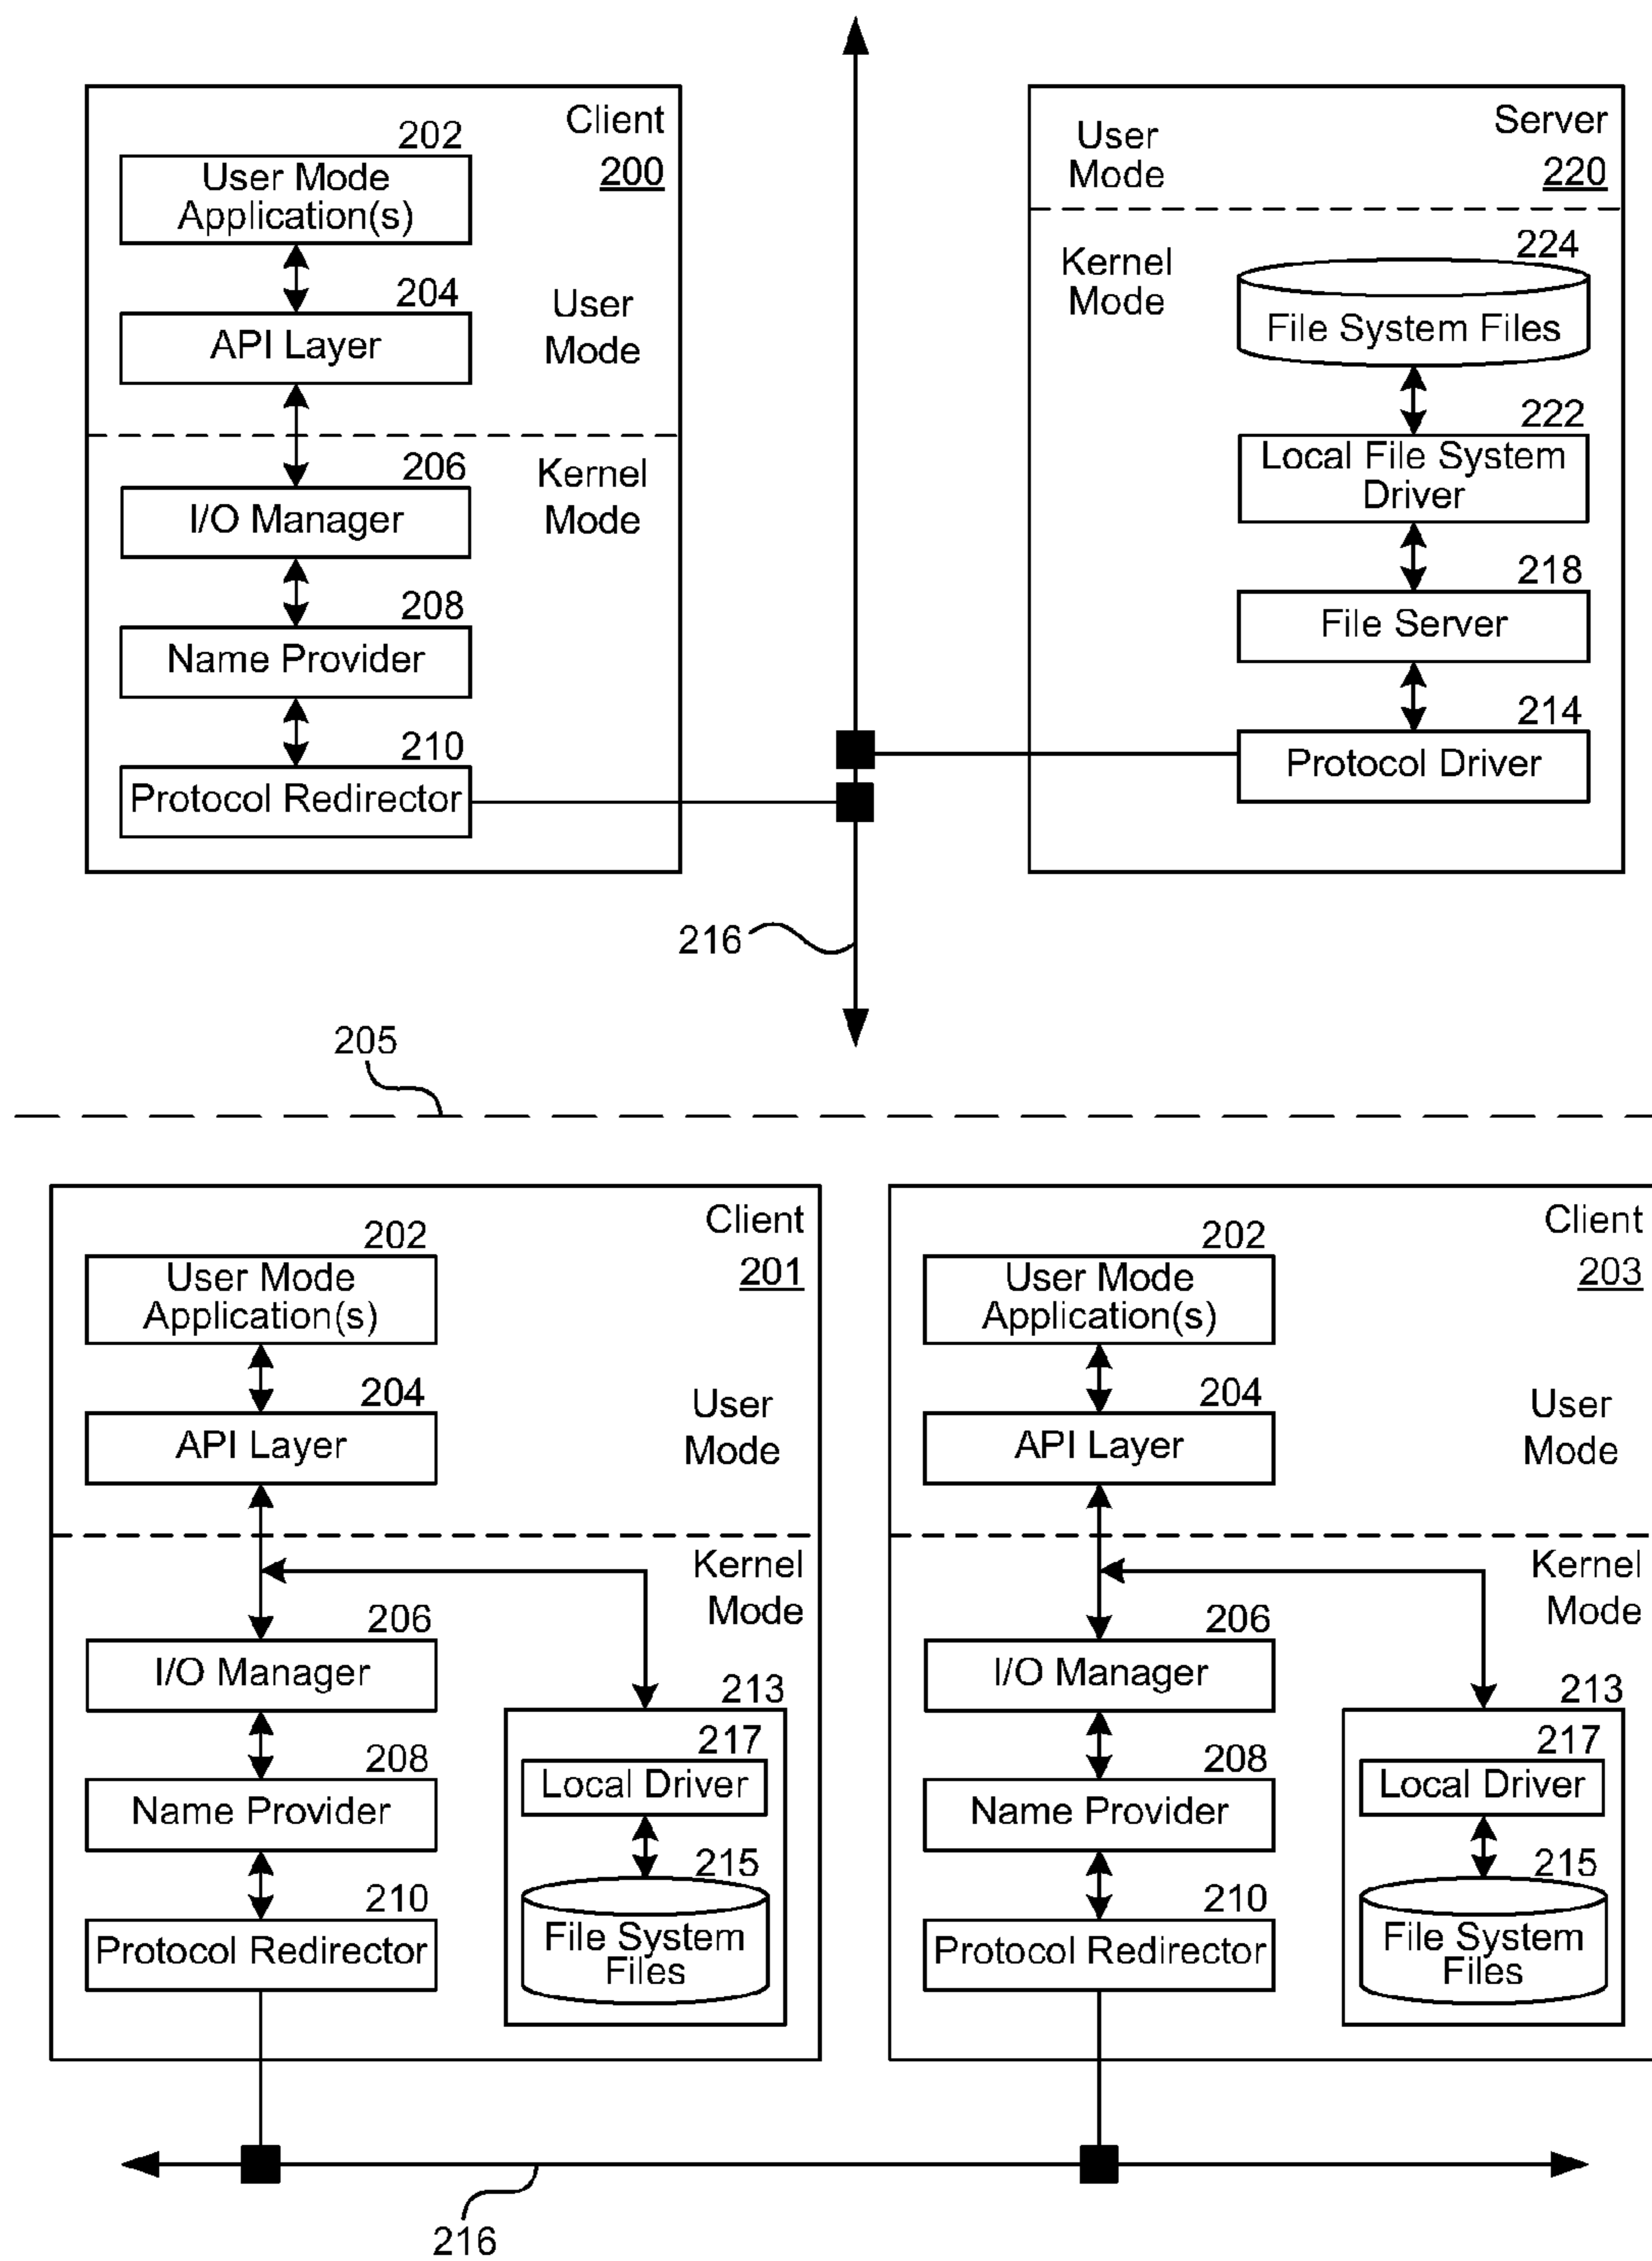 Client
200
202
User Mode
Application(s)
204
API Layer
User
Mode
206
I/O Manager
Kernel
Mode
208
Name Provider
210
Protocol Redirector
Server
220
User
Mode
Kernel
Mode
224
File System Files
222
Local File System
Driver
218
File Server
214
Protocol Driver
216
205
Client
201
202
User Mode
Application(s)
204
API Layer
User
Mode
Kernel
Mode
206
I/O Manager
208
Name Provider
210
Protocol Redirector
213
217
Local Driver
215
File System
Files
Client
203
202
User Mode
Application(s)
204
API Layer
User
Mode
Kernel
Mode
206
I/O Manager
208
Name Provider
210
Protocol Redirector
213
217
Local Driver
215
File System
Files
216